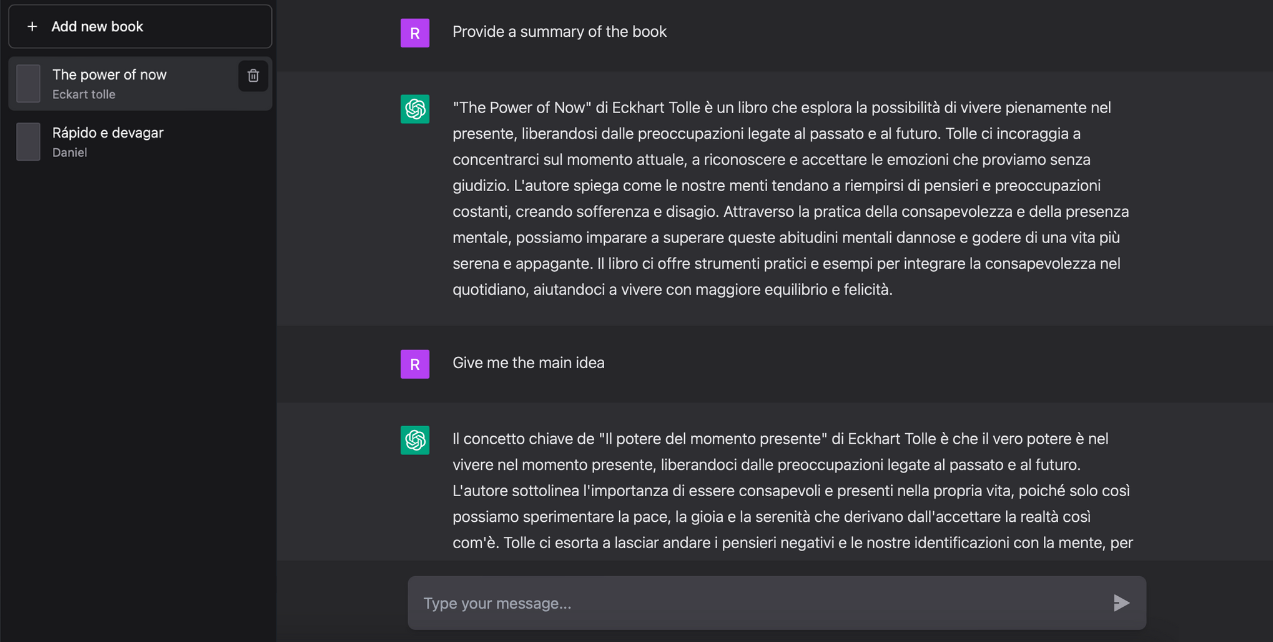 + Add new book
The power of now
Eckart tolle
Rápido e devagar
Daniel
R
Provide a summary of the book
"The Power of Now" di Eckhart Tolle è un libro che esplora la possibilità di vivere pienamente nel
presente, liberandosi dalle preoccupazioni legate al passato e al futuro. Tolle ci incoraggia a
concentrarci sul momento attuale, a riconoscere e accettare le emozioni che proviamo senza
giudizio. L'autore spiega come le nostre menti tendano a riempirsi di pensieri e preoccupazioni
costanti, creando sofferenza e disagio. Attraverso la pratica della consapevolezza e della presenza
mentale, possiamo imparare a superare queste abitudini mentali dannose e godere di una vita più
serena e appagante. Il libro ci offre strumenti pratici e esempi per integrare la consapevolezza nel
quotidiano, aiutandoci a vivere con maggiore equilibrio e felicità.
R
Give me the main idea
Il concetto chiave de "Il potere del momento presente" di Eckhart Tolle è che il vero potere è nel
vivere nel momento presente, liberandoci dalle preoccupazioni legate al passato e al futuro.
L'autore sottolinea l'importanza di essere consapevoli e presenti nella propria vita, poiché solo così
possiamo sperimentare la pace, la gioia e la serenità che derivano dall'accettare la realtà così
com'è. Tolle ci esorta a lasciar andare i pensieri negativi e le nostre identificazioni con la mente, per
Type your message...